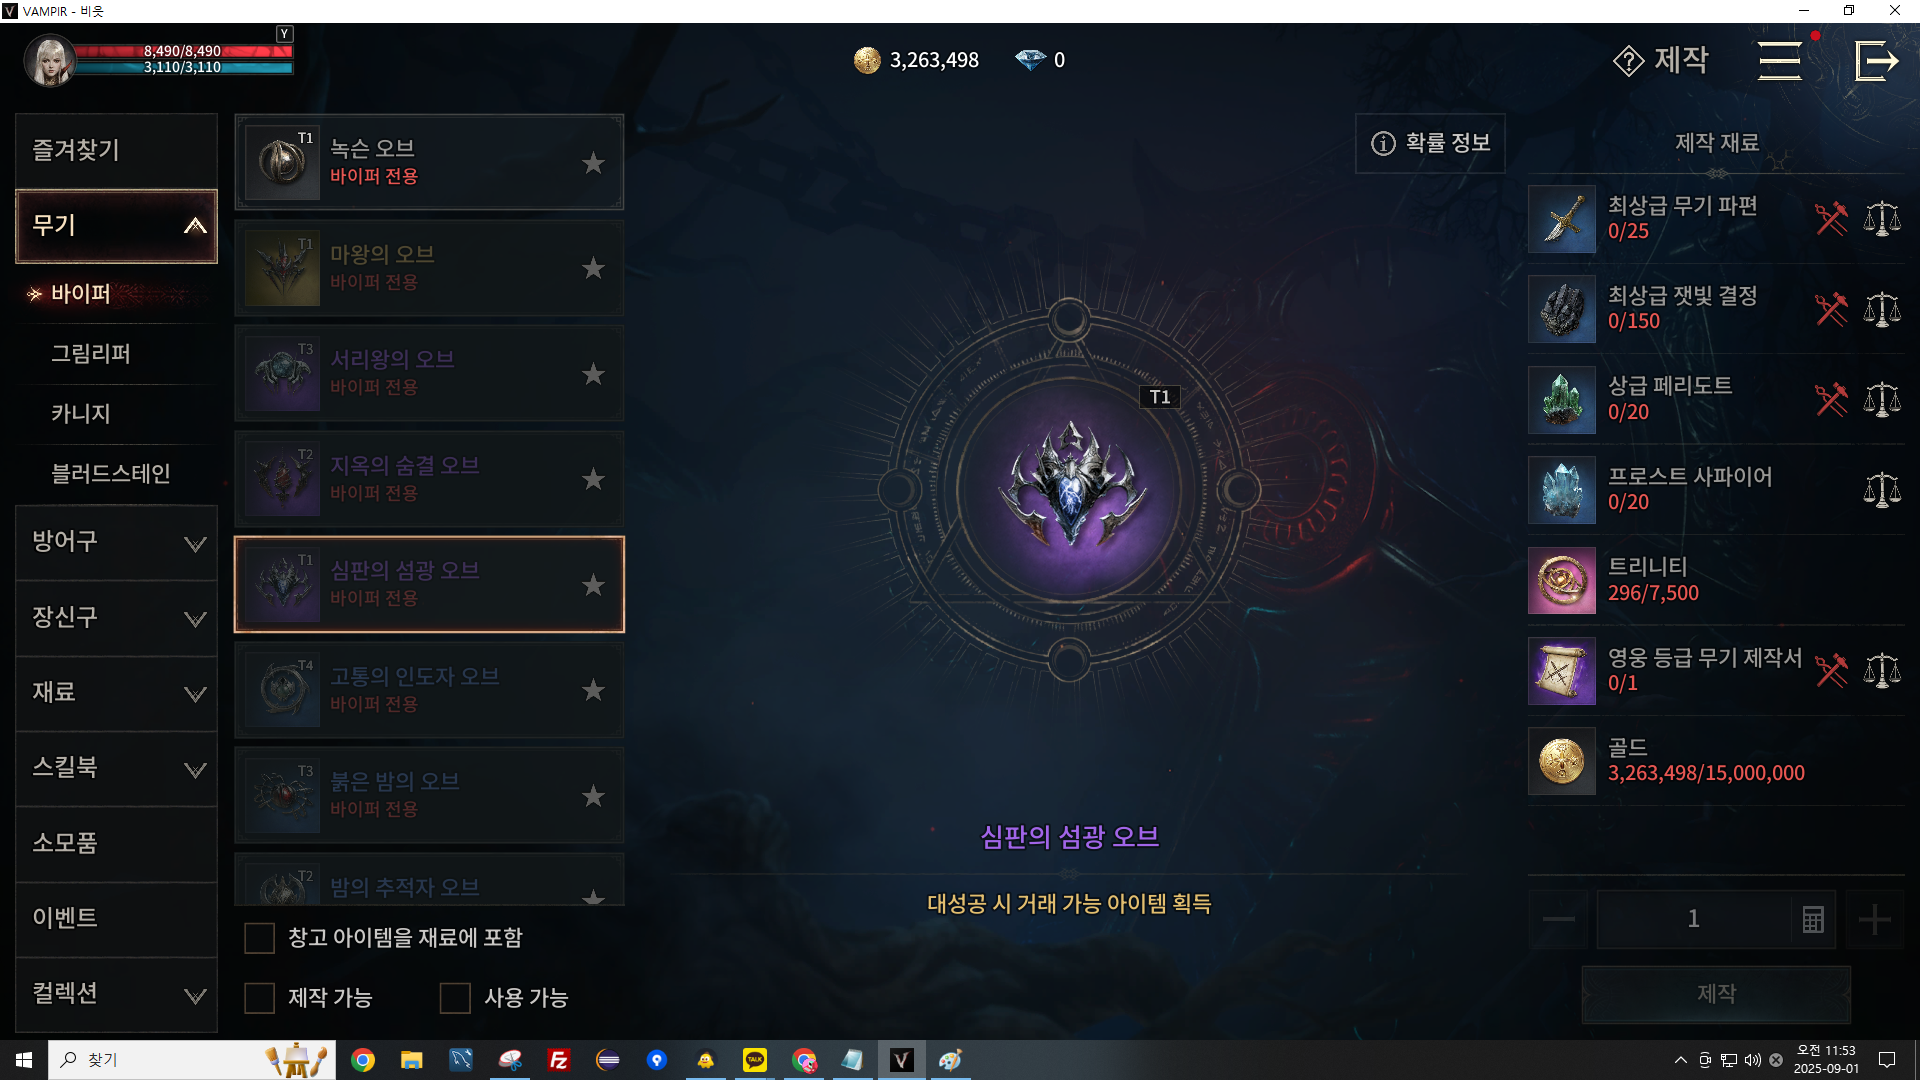 VAMPIR - 비읏
8,490/8,490
3,110/3,110
Y
3,263,498
0
제작
즐겨찾기
무기
바이퍼
그림리퍼
카니지
블러드스테인
방어구
장신구
재료
스킬북
소모품
이벤트
컬렉션
T1
녹슨 오브
바이퍼 전용
T1
마왕의 오브
바이퍼 전용
T3
서리왕의 오브
바이퍼 전용
T2
지옥의 숨결 오브
바이퍼 전용
T1
심판의 섬광 오브
바이퍼 전용
T4
고통의 인도자 오브
바이퍼 전용
T3
붉은 밤의 오브
바이퍼 전용
T2
밤의 추적자 오브
창고 아이템을 재료에 포함
제작 가능
사용 가능
확률 정보
T1
심판의 섬광 오브
대성공 시 거래 가능 아이템 획득
제작 재료
최상급 무기 파편
0/25
최상급 잿빛 결정
0/150
상급 페리도트
0/20
프로스트 사파이어
0/20
트리니티
296/7,500
영웅 등급 무기 제작서
0/1
골드
3,263,498/15,000,000
1
제작
찾기
TALK
오전 11:53
2025-09-01